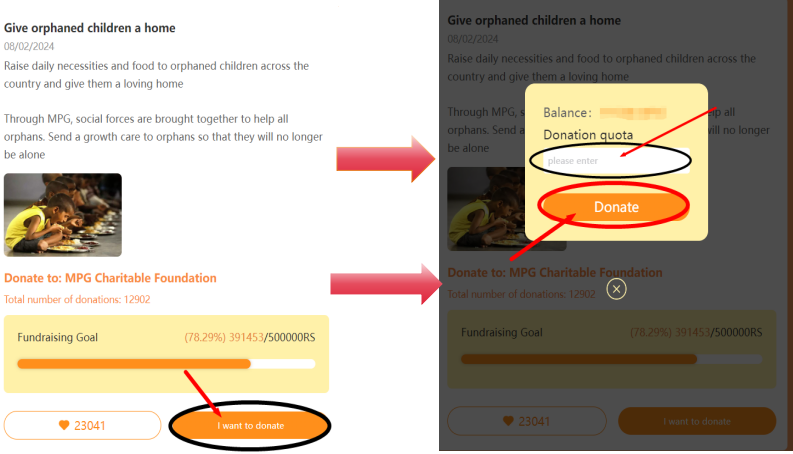 Give orphaned children a home
08/02/2024
Raise daily necessities and food to orphaned children across the
country and give them a loving home
Through MPG, social forces are brought together to help all
orphans. Send a growth care to orphans so that they will no longer
be alone
Donate to: MPG Charitable Foundation
Total number of donations: 12902
Fundraising Goal (78.29%) 391453/500000RS
23041 I want to donate
Give orphaned children a home
08/02/2024
Raise daily necessities and food to orphaned children across the
country and give them a loving home
Through MPG, s
orphans. Send a
be alone
Balance:
Donation quota
please enter
Donate
lp all
will no longer
Donate to: MPG Charitable Foundation
Total number of donations: 12902
Fundraising Goal (78.29%) 391453/500000RS
23041 I want to donate